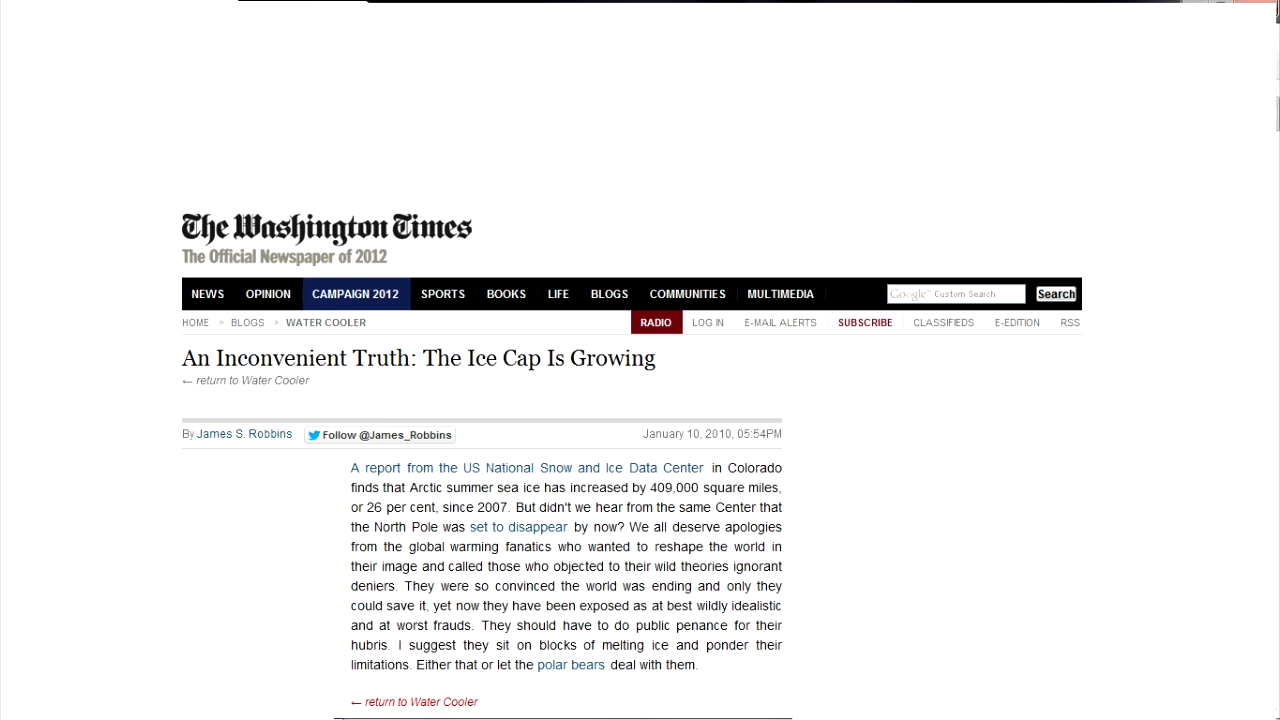 The Washington Times
The Official Newspaper of 2012
NEWS OPINION CAMPAIGN 2012 SPORTS BOOKS LIFE BLOGS COMMUNITIES MULTIMEDIA Google™ Custom Search Search
HOME BLOGS WATER COOLER RADIO LOG IN E-MAIL ALERTS SUBSCRIBE CLASSIFIEDS E-EDITION RSS
An Inconvenient Truth: The Ice Cap Is Growing
← return to Water Cooler
By James S. Robbins Follow @James_Robbins January 10, 2010, 05:54PM
A report from the US National Snow and Ice Data Center in Colorado
finds that Arctic summer sea ice has increased by 409,000 square miles,
or 26 per cent, since 2007. But didn't we hear from the same Center that
the North Pole was set to disappear by now? We all deserve apologies
from the global warming fanatics who wanted to reshape the world in
their image and called those who objected to their wild theories ignorant
deniers. They were so convinced the world was ending and only they
could save it, yet now they have been exposed as at best wildly idealistic
and at worst frauds. They should have to do public penance for their
hubris. I suggest they sit on blocks of melting ice and ponder their
limitations. Either that or let the polar bears deal with them.
← return to Water Cooler